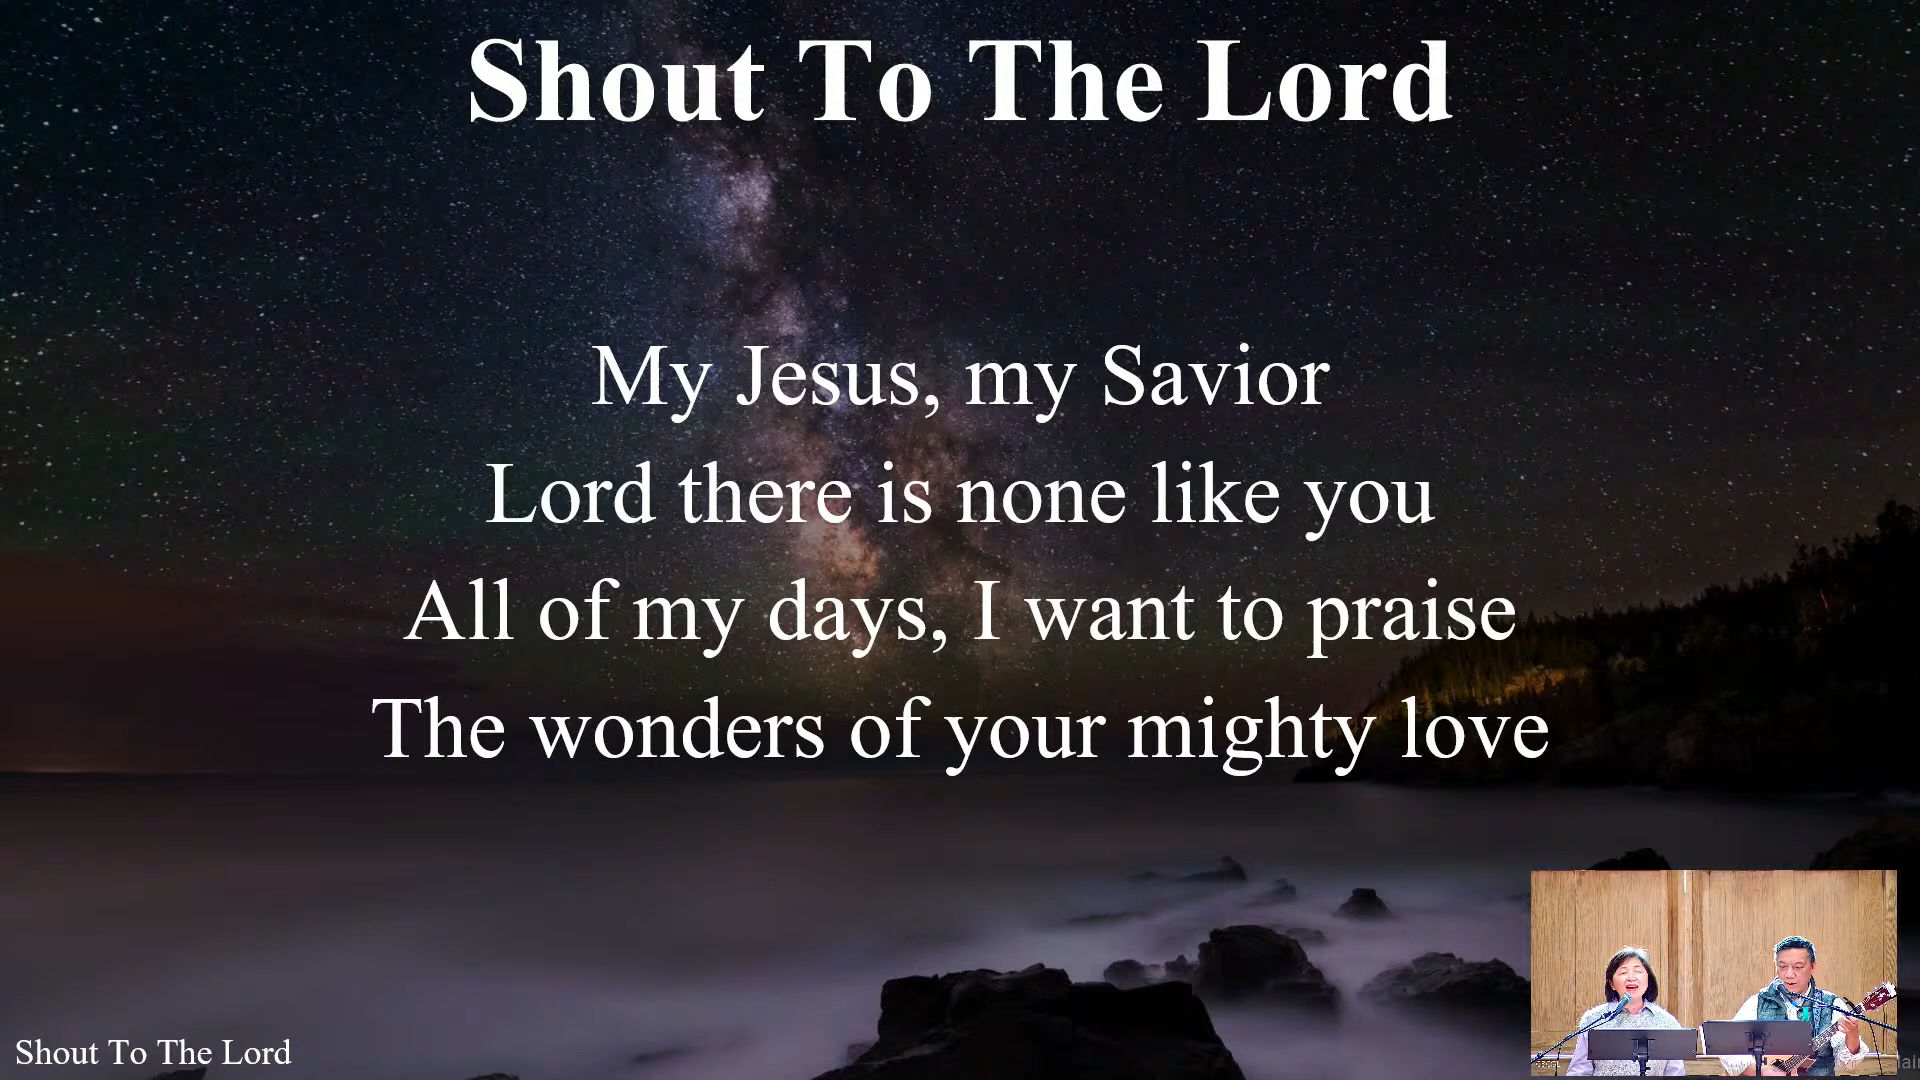 Shout To The Lord
My Jesus, my Savior
Lord there is none like you
All of my days, I want to praise
The wonders of your mighty love
Shout To The Lord